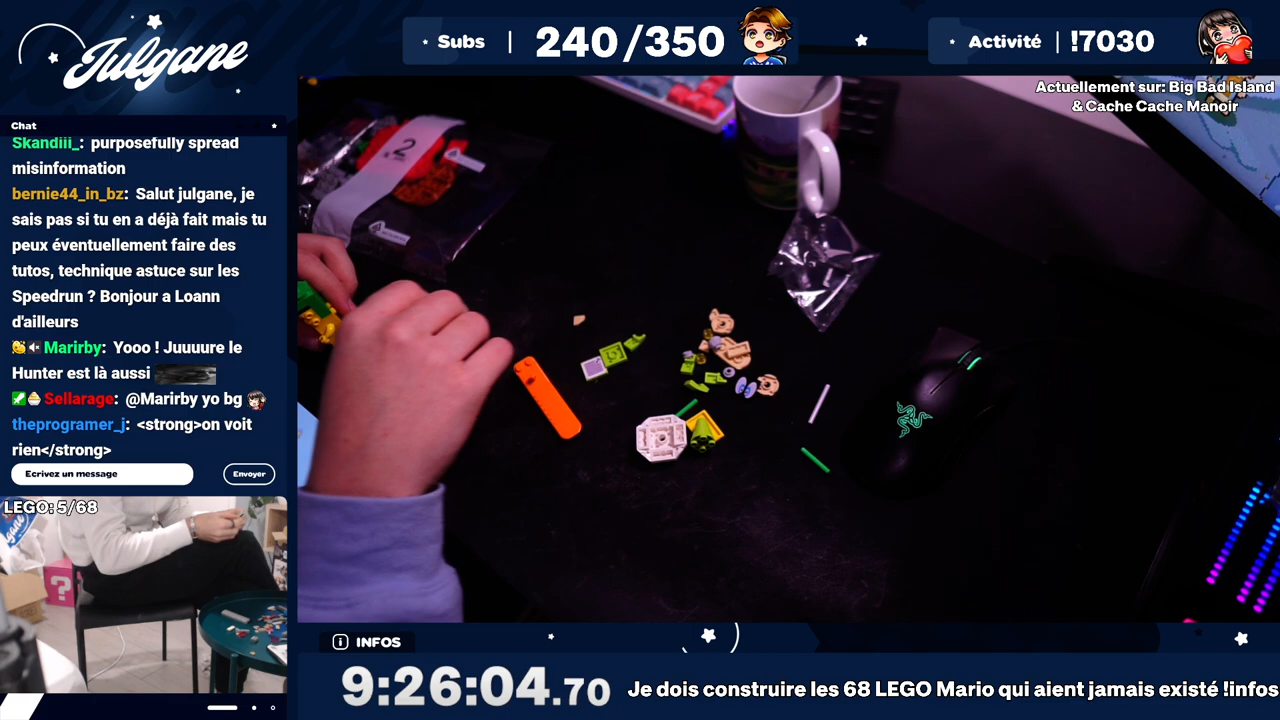 Julgane
Subs | 240/350
Activité | !7030
Actuellement sur: Big Bad Island
& Cache Cache Manoir
Chat
Skandiii_: purposefully spread
misinformation
bernie44_in_bz: Salut julgane, je
sais pas si tu en a déjà fait mais tu
peux éventuellement faire des
tutos, technique astuce sur les
Speedrun ? Bonjour a Loann
d'ailleurs
Marirby: Yooo ! Juuuure le
Hunter est là aussi
Sellarage: @Marirby yo bg
theprogramer_j: <strong>on voit
rien</strong>
Ecrivez un message
Envoyer
2
LEGO: 5/68
INFOS
9:26:04.70
Je dois construire les 68 LEGO Mario qui aient jamais existé !infos